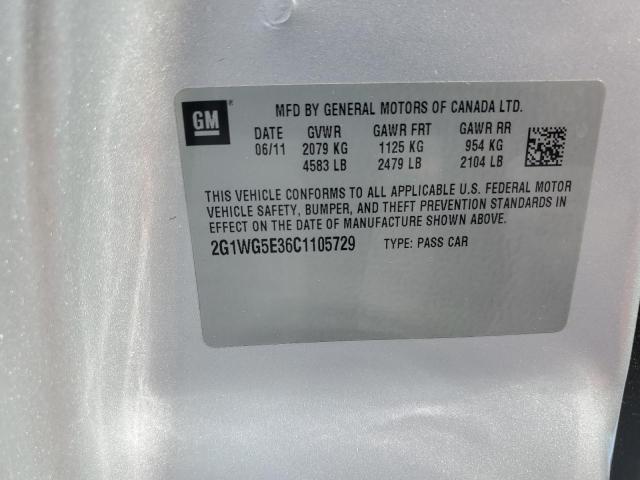 GM®
MFD BY GENERAL MOTORS OF CANADA LTD.
DATE GVWR GAWR FRT GAWR RR
06/11 2079 KG 1125 KG 954 KG
4583 LB 2479 LB 2104 LB
THIS VEHICLE CONFORMS TO ALL APPLICABLE U.S. FEDERAL MOTOR
VEHICLE SAFETY, BUMPER, AND THEFT PREVENTION STANDARDS IN
EFFECT ON THE DATE OF MANUFACTURE SHOWN ABOVE.
2G1WG5E36C1105729 TYPE: PASS CAR